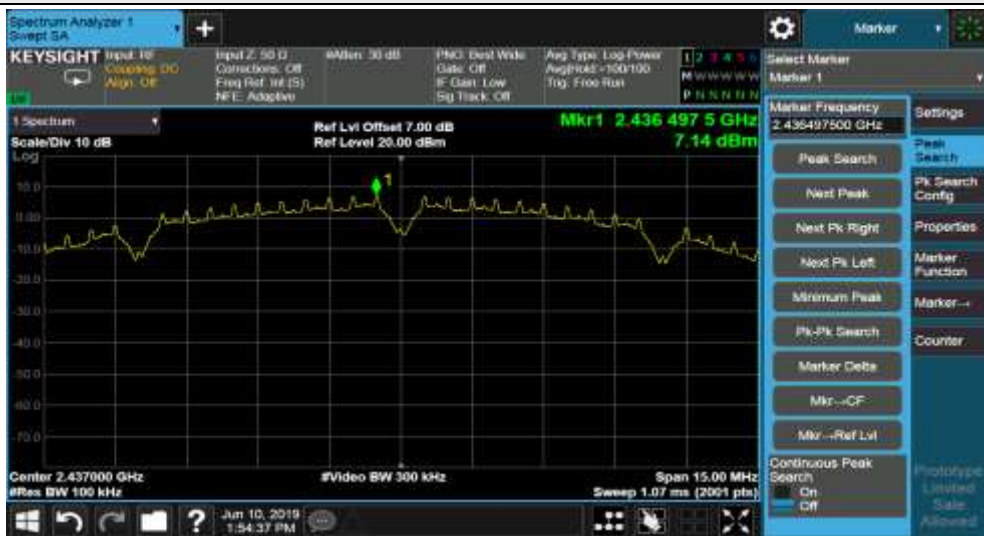 Spectrum Analyzer 1
Swept SA
+
Marker
KEYSIGHT
Input: RF
Coupling: DC
Align: Off
Input Z: 50 Ω
Corrections: Off
Freq Ref: Int (S)
NFE: Adaptive
#Atten: 30 dB
PNO: Best Wide
Gate: Off
IF Gain: Low
Sig Track: Off
Avg Type: Log-Power
Avg|Hold:>100/100
Trig: Free Run
1 2 3 4 5 6
M W W W W W
P N N N N N
Select Marker
Marker 1
1 Spectrum
Scale/Div 10 dB
Log
Ref Lvl Offset 7.00 dB
Ref Level 20.00 dBm
Mkr1 2.436 497 5 GHz
7.14 dBm
1
10.0
0.00
-10.0
-20.0
-30.0
-40.0
-50.0
-60.0
-70.0
Center 2.437000 GHz
#Res BW 100 kHz
#Video BW 300 kHz
Span 15.00 MHz
Sweep 1.07 ms (2001 pts)
Marker Frequency
2.436497500 GHz
Peak Search
Next Peak
Next Pk Right
Next Pk Left
Minimum Peak
Pk-Pk Search
Marker Delta
Mkr→CF
Mkr→Ref Lvl
Continuous Peak
Search
On
Off
Settings
Peak
Search
Pk Search
Config
Properties
Marker
Function
Marker→
Counter
Prototype
Limited
Sale
Allowed
?
Jun 10, 2019
1:54:37 PM